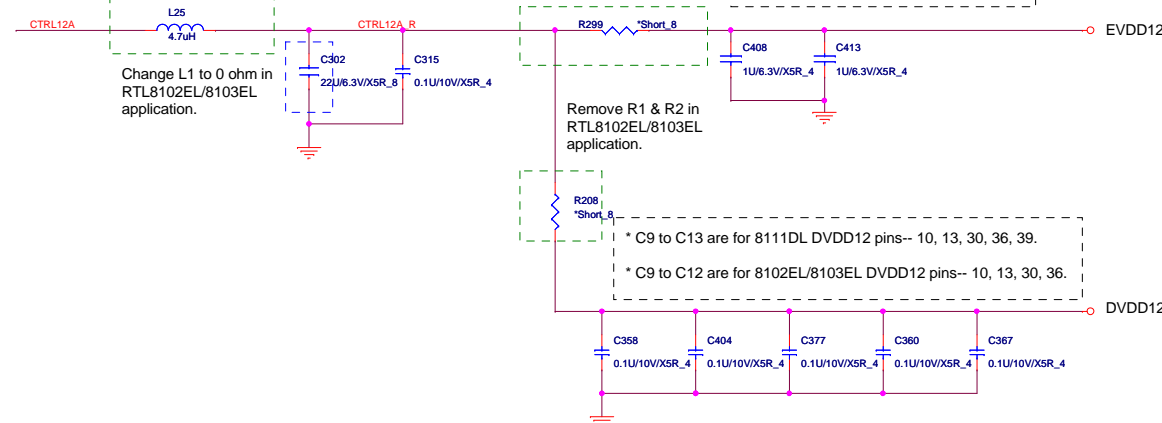 L25
CTRL12A
4.7uH
CTRL12A_R
R299
*Short_8
EVDD12
C302
22U/6.3V/X5R_8
C315
0.1U/10V/X5R_4
C408
1U/6.3V/X5R_4
C413
1U/6.3V/X5R_4
Change L1 to 0 ohm in
RTL8102EL/8103EL
application.
Remove R1 & R2 in
RTL8102EL/8103EL
application.
R208
*Short_8
* C9 to C13 are for 8111DL DVDD12 pins-- 10, 13, 30, 36, 39.
* C9 to C12 are for 8102EL/8103EL DVDD12 pins-- 10, 13, 30, 36.
DVDD12
C358
0.1U/10V/X5R_4
C404
0.1U/10V/X5R_4
C377
0.1U/10V/X5R_4
C360
0.1U/10V/X5R_4
C367
0.1U/10V/X5R_4